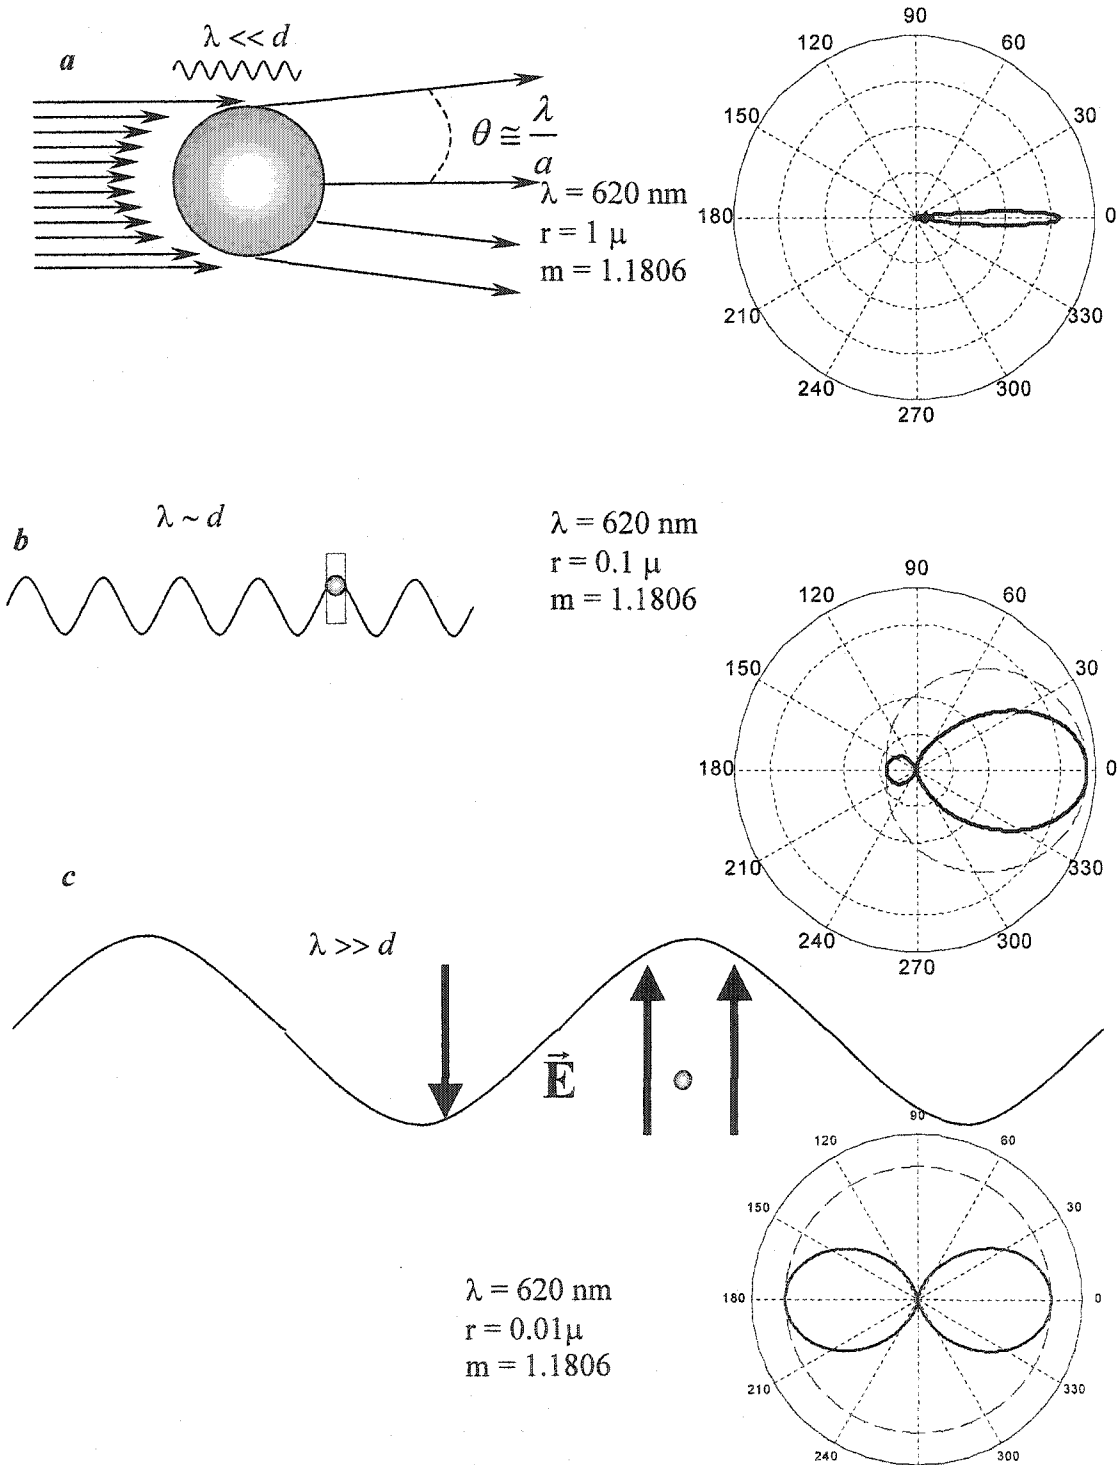 a
λ << d
θ ≅ λ/a
λ = 620 nm
r = 1 μ
m = 1.1806
90
120 60
150 30
180 0
210 330
240 300
270
b
λ ~ d
λ = 620 nm
r = 0.1 μ
m = 1.1806
90
120 60
150 30
180 0
210 330
240 300
270
c
λ >> d
E⃗
λ = 620 nm
r = 0.01μ
m = 1.1806
90
120 60
150 30
180 0
210 330
240 300